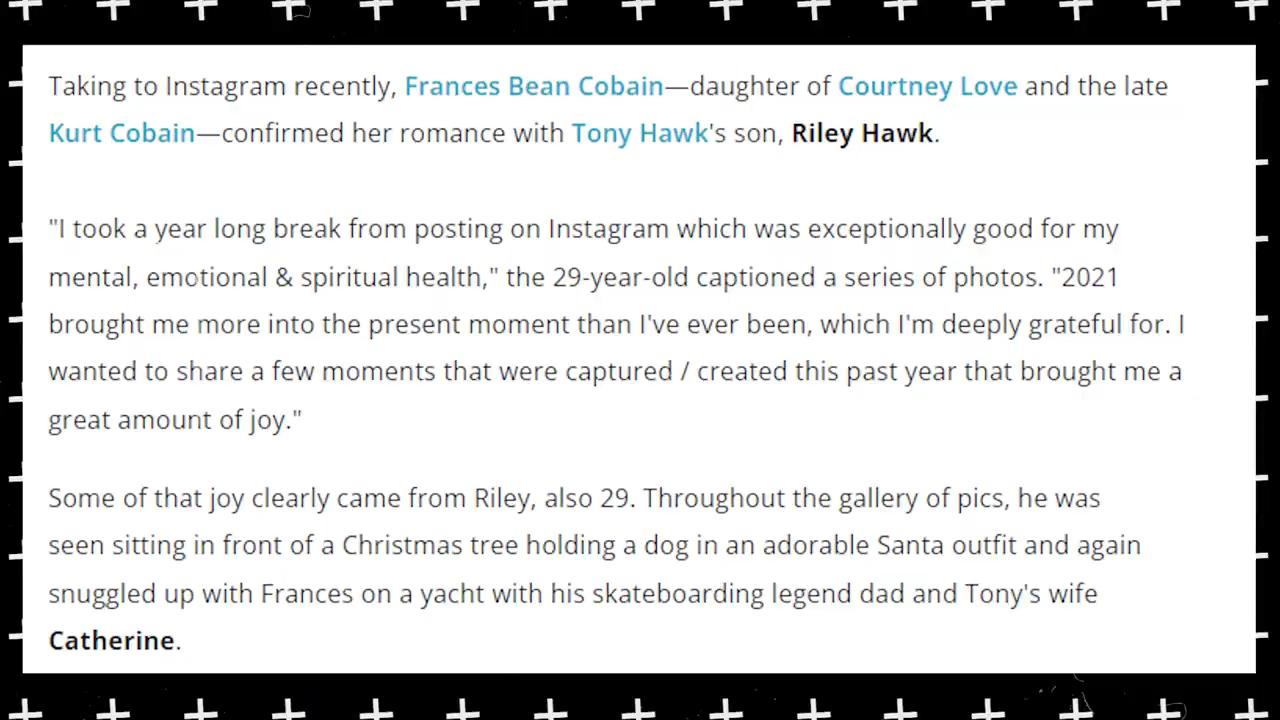 Taking to Instagram recently, Frances Bean Cobain—daughter of Courtney Love and the late
Kurt Cobain—confirmed her romance with Tony Hawk's son, Riley Hawk.
"I took a year long break from posting on Instagram which was exceptionally good for my
mental, emotional & spiritual health," the 29-year-old captioned a series of photos. "2021
brought me more into the present moment than I've ever been, which I'm deeply grateful for. I
wanted to share a few moments that were captured / created this past year that brought me a
great amount of joy."
Some of that joy clearly came from Riley, also 29. Throughout the gallery of pics, he was
seen sitting in front of a Christmas tree holding a dog in an adorable Santa outfit and again
snuggled up with Frances on a yacht with his skateboarding legend dad and Tony's wife
Catherine.